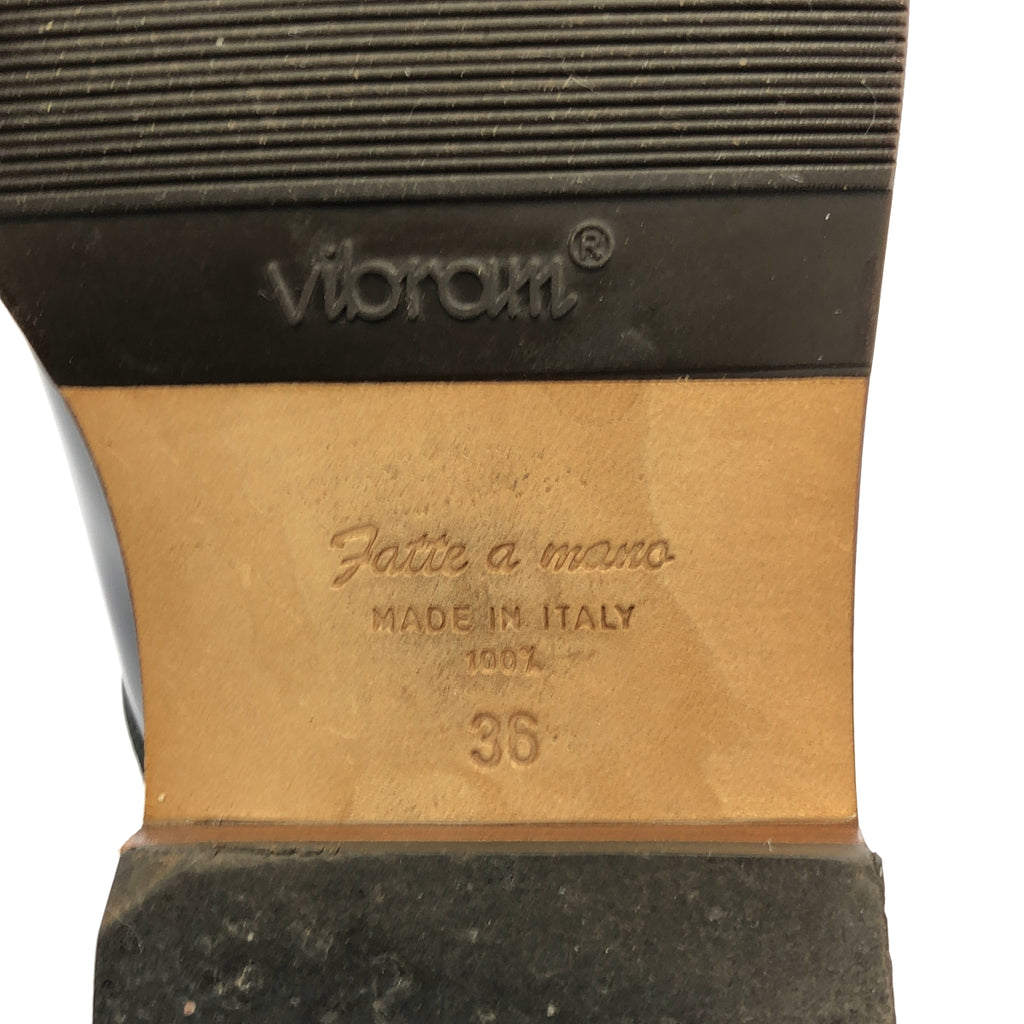 vibram®
Fatte a mano
MADE IN ITALY
100%
36